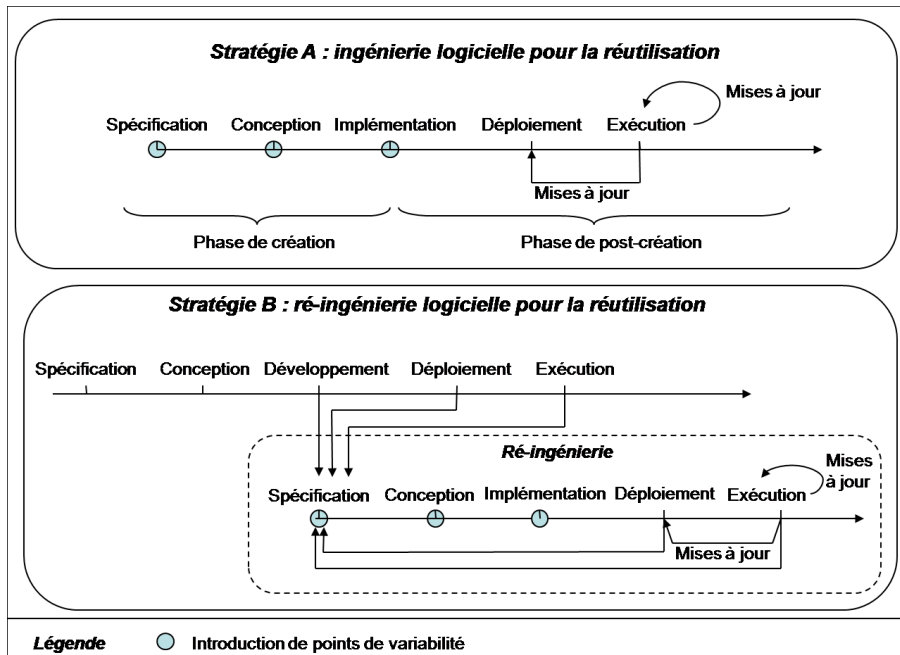 Stratégie A : ingénierie logicielle pour la réutilisation
Mises à jour
Spécification Conception Implémentation Déploiement Exécution
Mises à jour
Phase de création Phase de post-création
Stratégie B : ré-ingénierie logicielle pour la réutilisation
Spécification Conception Développement Déploiement Exécution
Ré-ingénierie
Mises
à jour
Spécification Conception Implémentation Déploiement Exécution
Mises à jour
Légende Introduction de points de variabilité